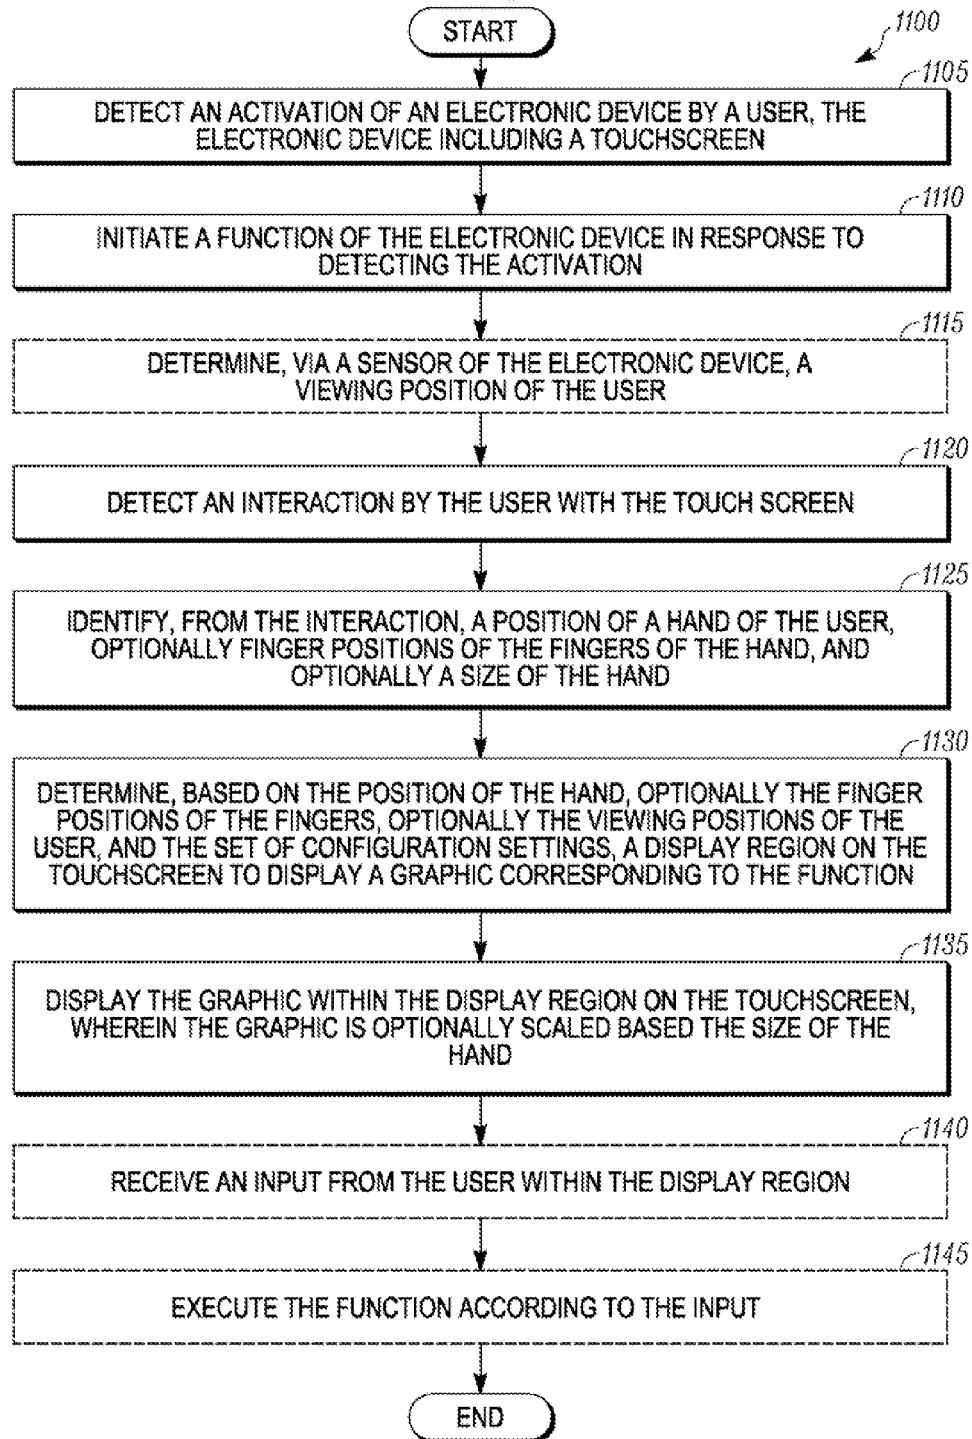 START
1100
1105
DETECT AN ACTIVATION OF AN ELECTRONIC DEVICE BY A USER, THE
ELECTRONIC DEVICE INCLUDING A TOUCHSCREEN
1110
INITIATE A FUNCTION OF THE ELECTRONIC DEVICE IN RESPONSE TO
DETECTING THE ACTIVATION
1115
DETERMINE, VIA A SENSOR OF THE ELECTRONIC DEVICE, A
VIEWING POSITION OF THE USER
1120
DETECT AN INTERACTION BY THE USER WITH THE TOUCH SCREEN
1125
IDENTIFY, FROM THE INTERACTION, A POSITION OF A HAND OF THE USER,
OPTIONALLY FINGER POSITIONS OF THE FINGERS OF THE HAND, AND
OPTIONALLY A SIZE OF THE HAND
1130
DETERMINE, BASED ON THE POSITION OF THE HAND, OPTIONALLY THE FINGER
POSITIONS OF THE FINGERS, OPTIONALLY THE VIEWING POSITIONS OF THE
USER, AND THE SET OF CONFIGURATION SETTINGS, A DISPLAY REGION ON THE
TOUCHSCREEN TO DISPLAY A GRAPHIC CORRESPONDING TO THE FUNCTION
1135
DISPLAY THE GRAPHIC WITHIN THE DISPLAY REGION ON THE TOUCHSCREEN,
WHEREIN THE GRAPHIC IS OPTIONALLY SCALED BASED THE SIZE OF THE
HAND
1140
RECEIVE AN INPUT FROM THE USER WITHIN THE DISPLAY REGION
1145
EXECUTE THE FUNCTION ACCORDING TO THE INPUT
END